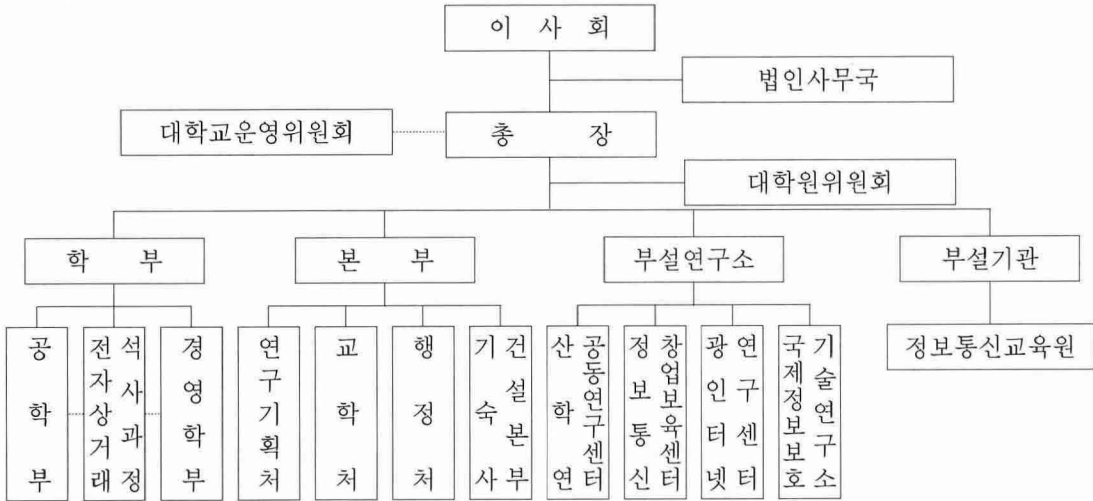 이 사 회
법인사무국
대학교운영위원회
총 장
대학원위원회
학 부
본 부
부설연구소
부설기관
공학부
전자상거래
석사과정
경영학부
연구기획처
교학처
행정처
기숙사
건설본부
산학연
공동연구센터
정보통신
창업보육센터
광인터넷
연구센터
국제정보보호
기술연구소
정보통신교육원